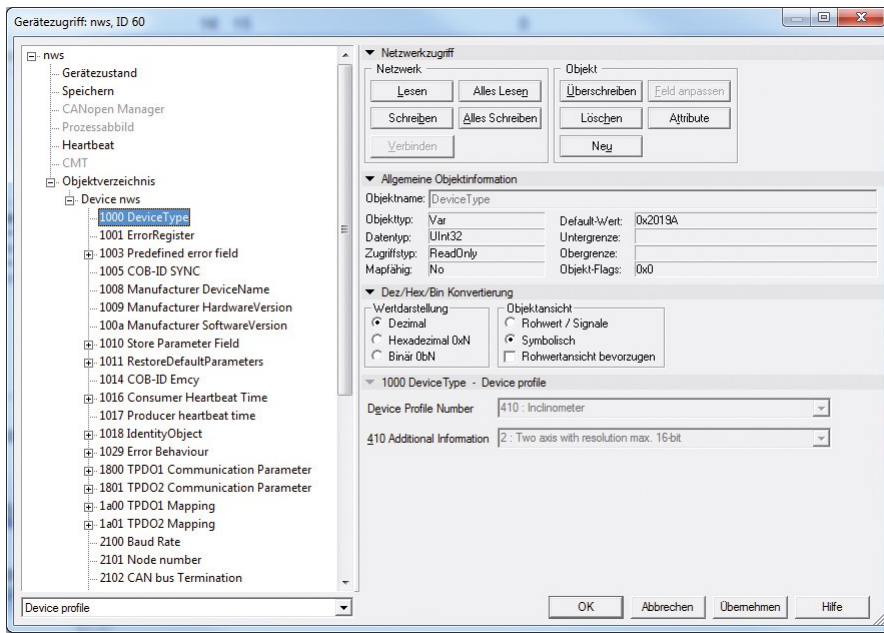 Gerätezugriff: nws, ID 60
nws
Gerätezustand
Speichern
CANopen Manager
Prozessabbild
Heartbeat
CMT
Objektverzeichnis
Device nws
1000 DeviceType
1001 ErrorRegister
1003 Predefined error field
1005 COB-ID SYNC
1008 Manufacturer DeviceName
1009 Manufacturer HardwareVersion
100a Manufacturer SoftwareVersion
1010 Store Parameter Field
1011 RestoreDefaultParameters
1014 COB-ID Emcy
1016 Consumer Heartbeat Time
1017 Producer heartbeat time
1018 IdentityObject
1029 Error Behaviour
1800 TPDO1 Communication Parameter
1801 TPDO2 Communication Parameter
1a00 TPDO1 Mapping
1a01 TPDO2 Mapping
2100 Baud Rate
2101 Node number
2102 CAN bus Termination
Device profile
Netzwerkzugriff
Netzwerk
Lesen Alles Lesen
Schreiben Alles Schreiben
Verbinden
Objekt
Überschreiben Feld anpassen
Löschen Attribute
Neu
Allgemeine Objektinformation
Objektname: DeviceType
Objekttyp: Var Default-Wert: 0x2019A
Datentyp: UInt32 Untergrenze:
Zugriffstyp: ReadOnly Obergrenze:
Mapfähig: No Objekt-Flags: 0x0
Dez/Hex/Bin Konvertierung
Wertdarstellung
Dezimal
Hexadezimal 0xN
Binär 0bN
Objektansicht
Rohwert / Signale
Symbolisch
Rohwertansicht bevorzugen
1000 DeviceType - Device profile
Device Profile Number 410 : Inclinometer
410 Additional Information 2 : Two axis with resolution max. 16-bit
OK Abbrechen Übernehmen Hilfe